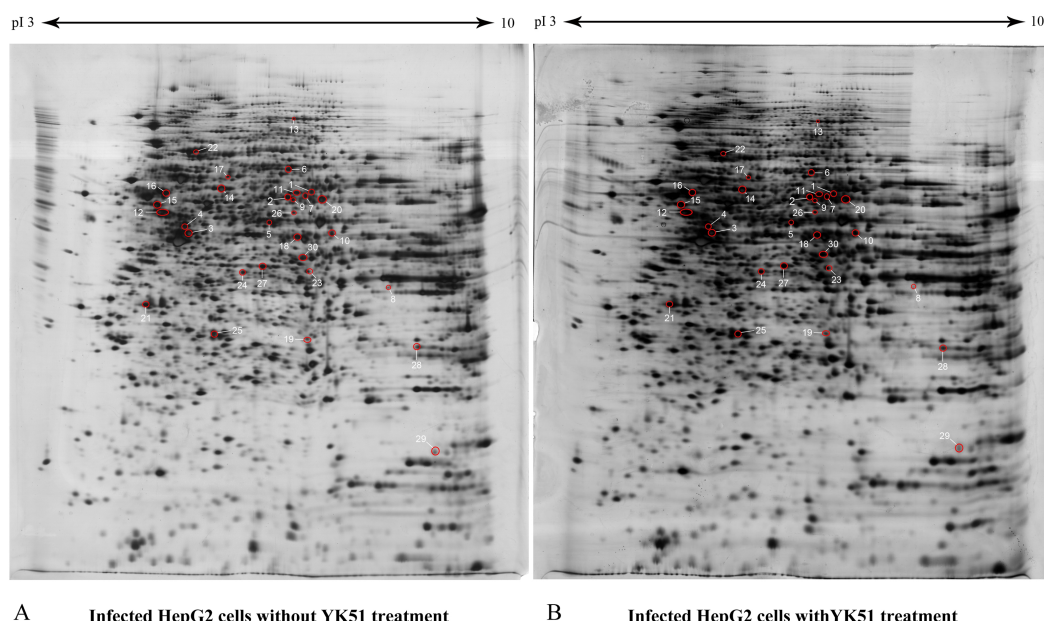 pI 3 10 pI 3 10
13 13
22 22
6 6
17 17
16 11 1 16 1
15 2 14 15 14 11 2
12 9 7 20 12 9 7 20
26 26
4 4
3 5 3 5
18 30 10 18 30 10
24 27 23 24 27 23
8 8
21 21
25 19 25 19
28 28
29 29
A Infected HepG2 cells without YK51 treatment B Infected HepG2 cells withYK51 treatment